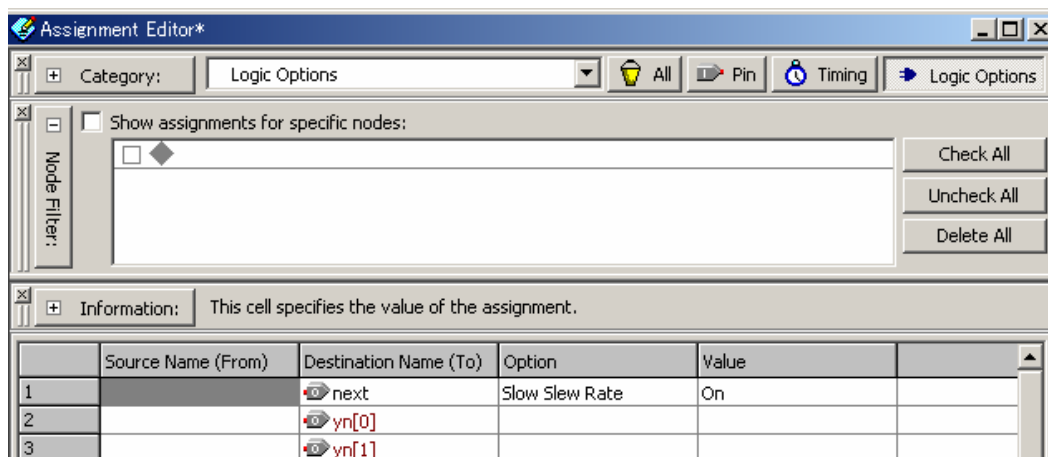 Assignment Editor*
Category: Logic Options All Pin Timing Logic Options
Show assignments for specific nodes:
Node Filter:
Check All
Uncheck All
Delete All
Information: This cell specifies the value of the assignment.
Source Name (From) Destination Name (To) Option Value
1 next Slow Slew Rate On
2 yn[0]
3 yn[1]